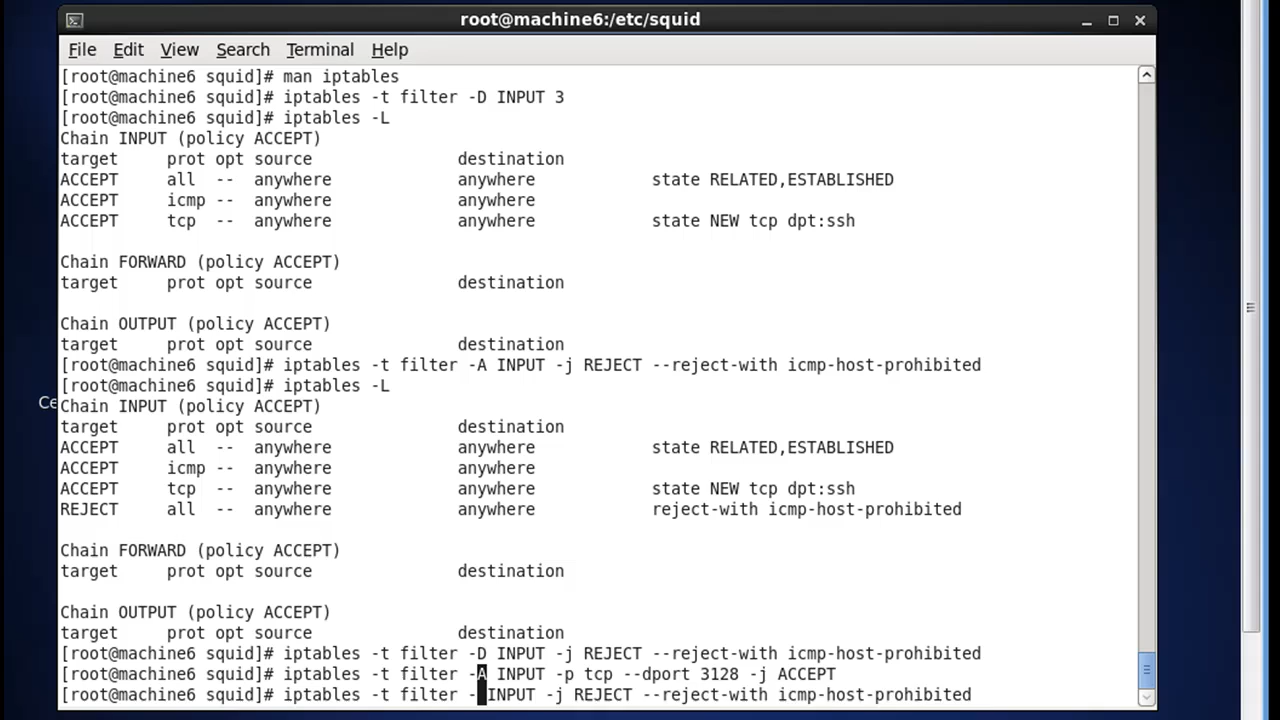 root@machine6:/etc/squid
File Edit View Search Terminal Help
[root@machine6 squid]# man iptables
[root@machine6 squid]# iptables -t filter -D INPUT 3
[root@machine6 squid]# iptables -L
Chain INPUT (policy ACCEPT)
target     prot opt source               destination
ACCEPT     all  --  anywhere             anywhere            state RELATED,ESTABLISHED
ACCEPT     icmp --  anywhere             anywhere
ACCEPT     tcp  --  anywhere             anywhere            state NEW tcp dpt:ssh
Chain FORWARD (policy ACCEPT)
target     prot opt source               destination
Chain OUTPUT (policy ACCEPT)
target     prot opt source               destination
[root@machine6 squid]# iptables -t filter -A INPUT -j REJECT --reject-with icmp-host-prohibited
[root@machine6 squid]# iptables -L
Chain INPUT (policy ACCEPT)
Ce
target     prot opt source               destination
ACCEPT     all  --  anywhere             anywhere            state RELATED,ESTABLISHED
ACCEPT     icmp --  anywhere             anywhere
ACCEPT     tcp  --  anywhere             anywhere            state NEW tcp dpt:ssh
REJECT     all  --  anywhere             anywhere            reject-with icmp-host-prohibited
Chain FORWARD (policy ACCEPT)
target     prot opt source               destination
Chain OUTPUT (policy ACCEPT)
target     prot opt source               destination
[root@machine6 squid]# iptables -t filter -D INPUT -j REJECT --reject-with icmp-host-prohibited
[root@machine6 squid]# iptables -t filter -A INPUT -p tcp --dport 3128 -j ACCEPT
[root@machine6 squid]# iptables -t filter - INPUT -j REJECT --reject-with icmp-host-prohibited